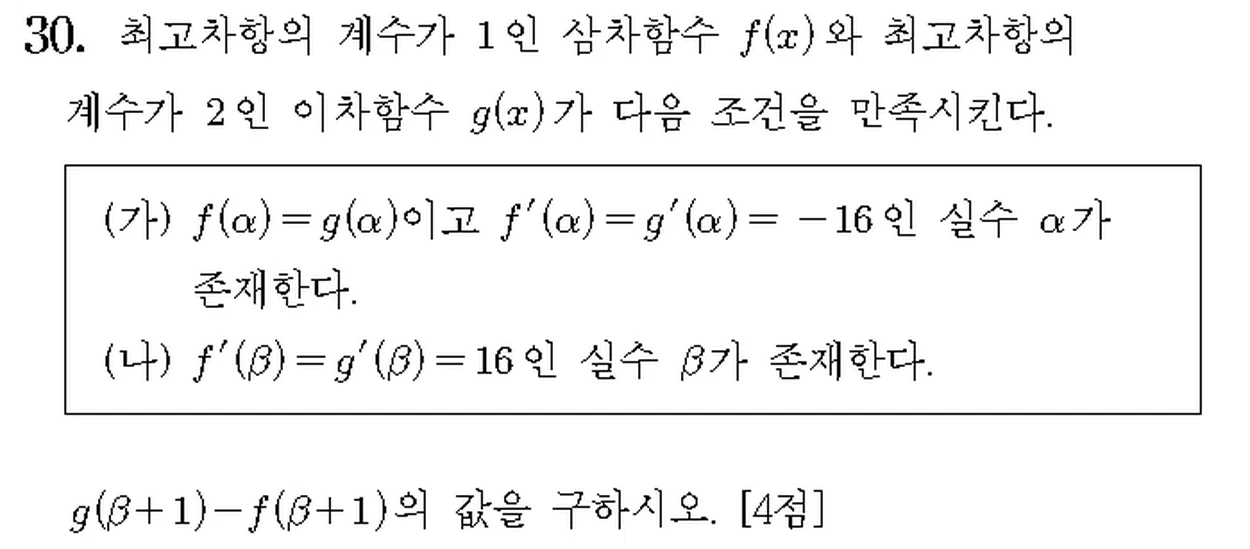 30. 최고차항의 계수가 1인 삼차함수 f(x)와 최고차항의
계수가 2인 이차함수 g(x)가 다음 조건을 만족시킨다.
(가) f(α)=g(α)이고 f′(α)=g′(α)=−16인 실수 α가
존재한다.
(나) f′(β)=g′(β)=16인 실수 β가 존재한다.
g(β+1)−f(β+1)의 값을 구하시오. [4점]